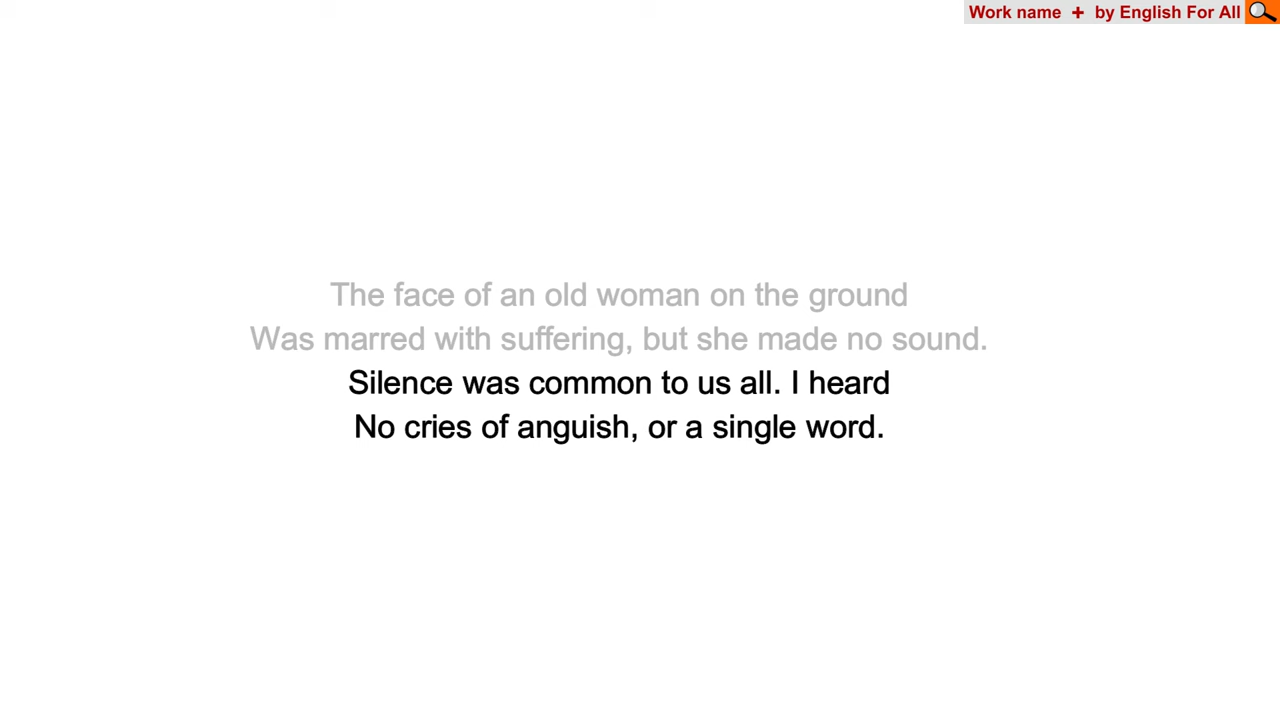 Work name + by English For All
The face of an old woman on the ground
Was marred with suffering, but she made no sound.
Silence was common to us all. I heard
No cries of anguish, or a single word.